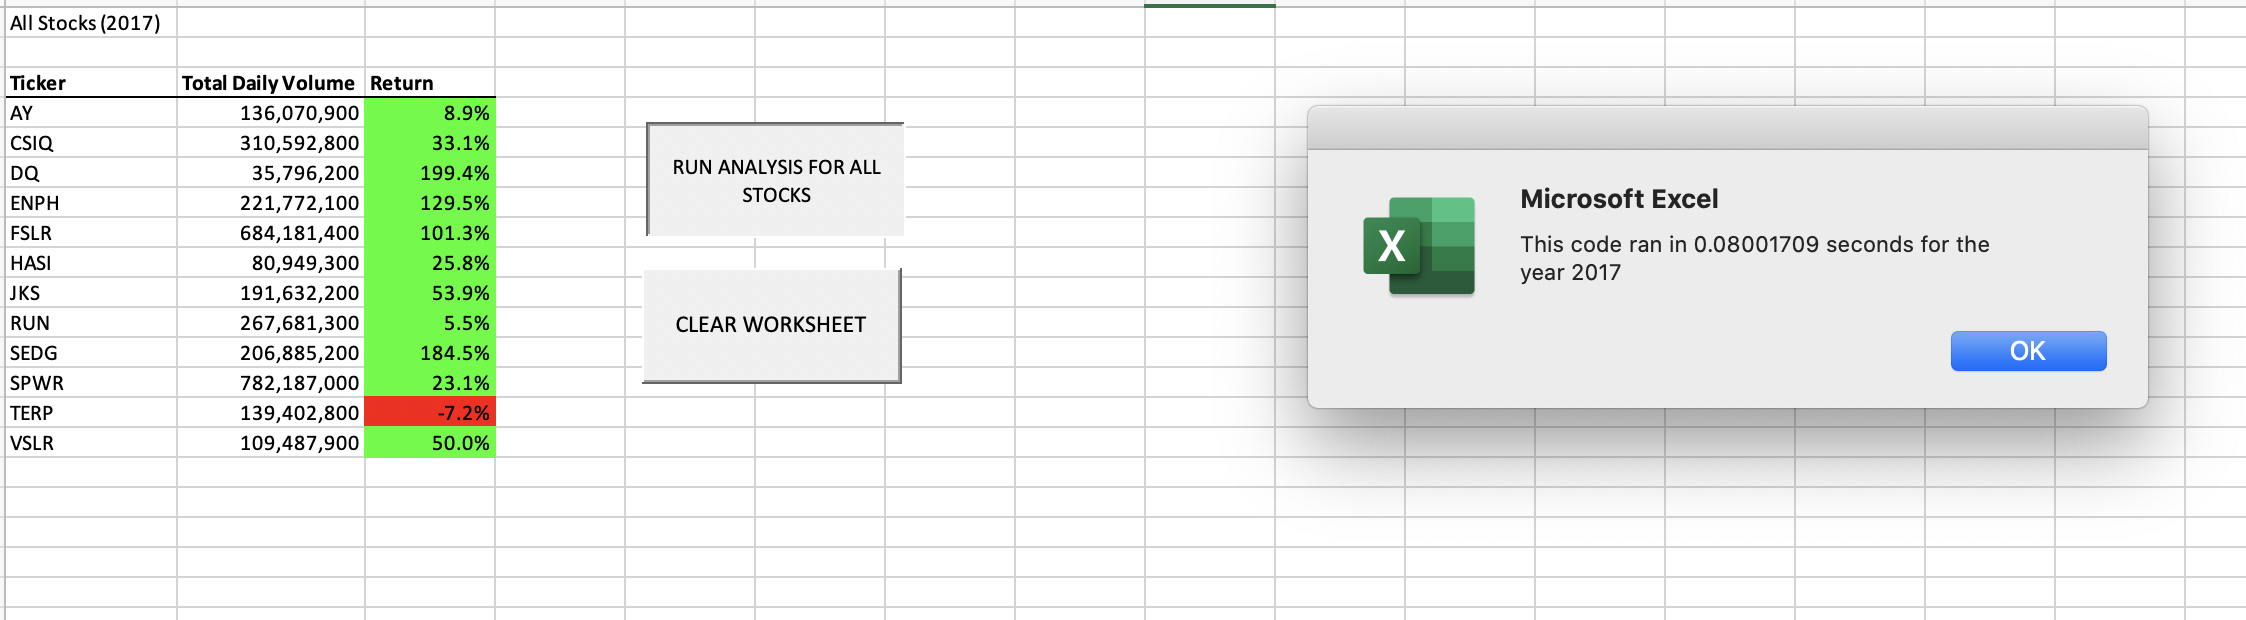 All Stocks (2017)
Ticker Total Daily Volume Return
AY 136,070,900 8.9%
CSIQ 310,592,800 33.1%
DQ 35,796,200 199.4%
ENPH 221,772,100 129.5%
FSLR 684,181,400 101.3%
HASI 80,949,300 25.8%
JKS 191,632,200 53.9%
RUN 267,681,300 5.5%
SEDG 206,885,200 184.5%
SPWR 782,187,000 23.1%
TERP 139,402,800 -7.2%
VSLR 109,487,900 50.0%
RUN ANALYSIS FOR ALL
STOCKS
CLEAR WORKSHEET
X
Microsoft Excel
This code ran in 0.08001709 seconds for the
year 2017
OK